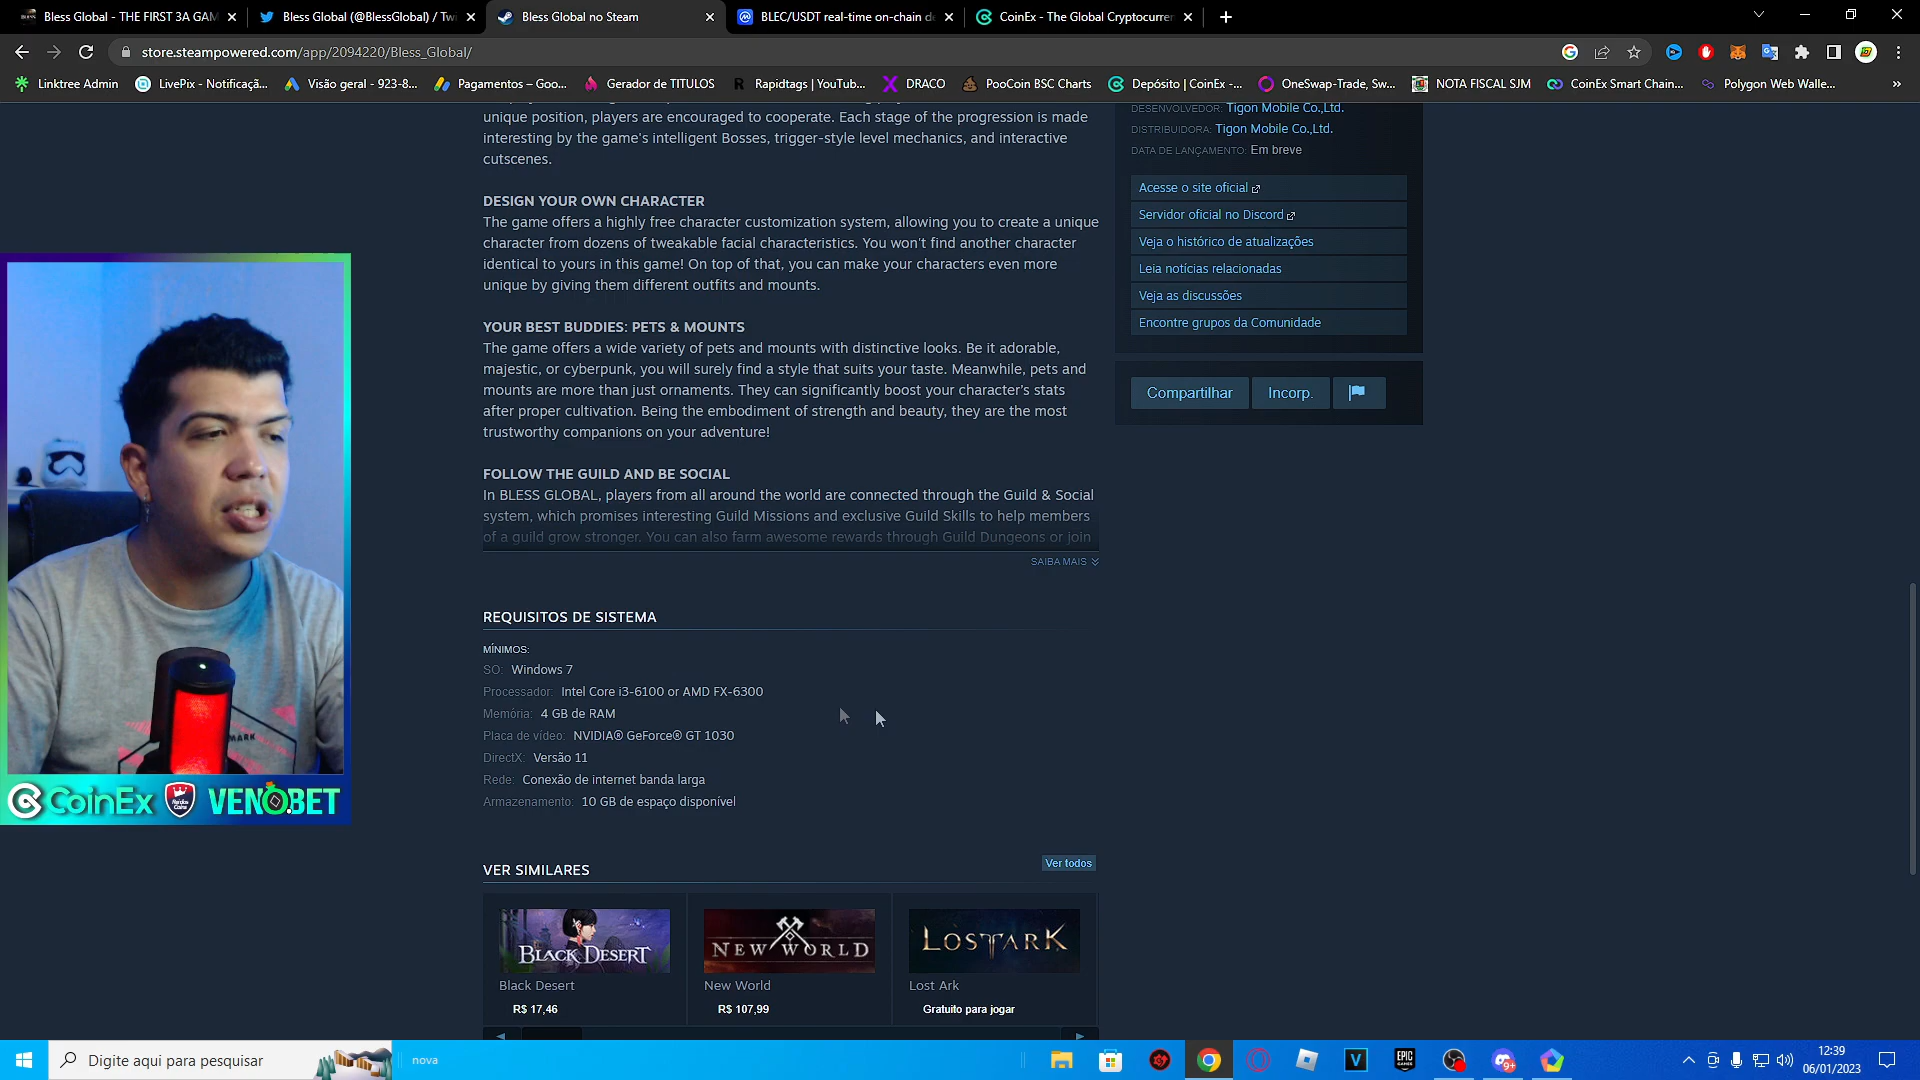 Bless Global - THE FIRST 3A GAM
Bless Global (@BlessGlobal) / Twi
Bless Global no Steam
BLEC/USDT real-time on-chain de
CoinEx - The Global Cryptocurren
store.steampowered.com/app/2094220/Bless_Global/
Linktree Admin
LivePix - Notificaçã...
Visão geral - 923-8...
Pagamentos – Goo...
Gerador de TITULOS
Rapidtags | YouTub...
DRACO
PooCoin BSC Charts
Depósito | CoinEx -...
OneSwap-Trade, Sw...
NOTA FISCAL SJM
CoinEx Smart Chain...
Polygon Web Walle...
unique position, players are encouraged to cooperate. Each stage of the progression is made
interesting by the game's intelligent Bosses, trigger-style level mechanics, and interactive
cutscenes.
DESIGN YOUR OWN CHARACTER
The game offers a highly free character customization system, allowing you to create a unique
character from dozens of tweakable facial characteristics. You won't find another character
identical to yours in this game! On top of that, you can make your characters even more
unique by giving them different outfits and mounts.
YOUR BEST BUDDIES: PETS & MOUNTS
The game offers a wide variety of pets and mounts with distinctive looks. Be it adorable,
majestic, or cyberpunk, you will surely find a style that suits your taste. Meanwhile, pets and
mounts are more than just ornaments. They can significantly boost your character's stats
after proper cultivation. Being the embodiment of strength and beauty, they are the most
trustworthy companions on your adventure!
FOLLOW THE GUILD AND BE SOCIAL
In BLESS GLOBAL, players from all around the world are connected through the Guild & Social
system, which promises interesting Guild Missions and exclusive Guild Skills to help members
of a guild grow stronger. You can also farm awesome rewards through Guild Dungeons or join
SAIBA MAIS
REQUISITOS DE SISTEMA
MÍNIMOS:
SO: Windows 7
Processador: Intel Core i3-6100 or AMD FX-6300
Memória: 4 GB de RAM
Placa de vídeo: NVIDIA® GeForce® GT 1030
DirectX: Versão 11
Rede: Conexão de internet banda larga
Armazenamento: 10 GB de espaço disponível
VER SIMILARES
Ver todos
BLACK DESERT
NEW WORLD
LOST ARK
Black Desert
New World
Lost Ark
R$ 17,46
R$ 107,99
Gratuito para jogar
DESENVOLVEDOR: Tigon Mobile Co.,Ltd.
DISTRIBUIDORA: Tigon Mobile Co.,Ltd.
DATA DE LANÇAMENTO: Em breve
Acesse o site oficial
Servidor oficial no Discord
Veja o histórico de atualizações
Leia notícias relacionadas
Veja as discussões
Encontre grupos da Comunidade
Compartilhar
Incorp.
MARK
CoinEx
VENOBET
Digite aqui para pesquisar
nova
V
EPIC GAMES
9+
12:39
06/01/2023